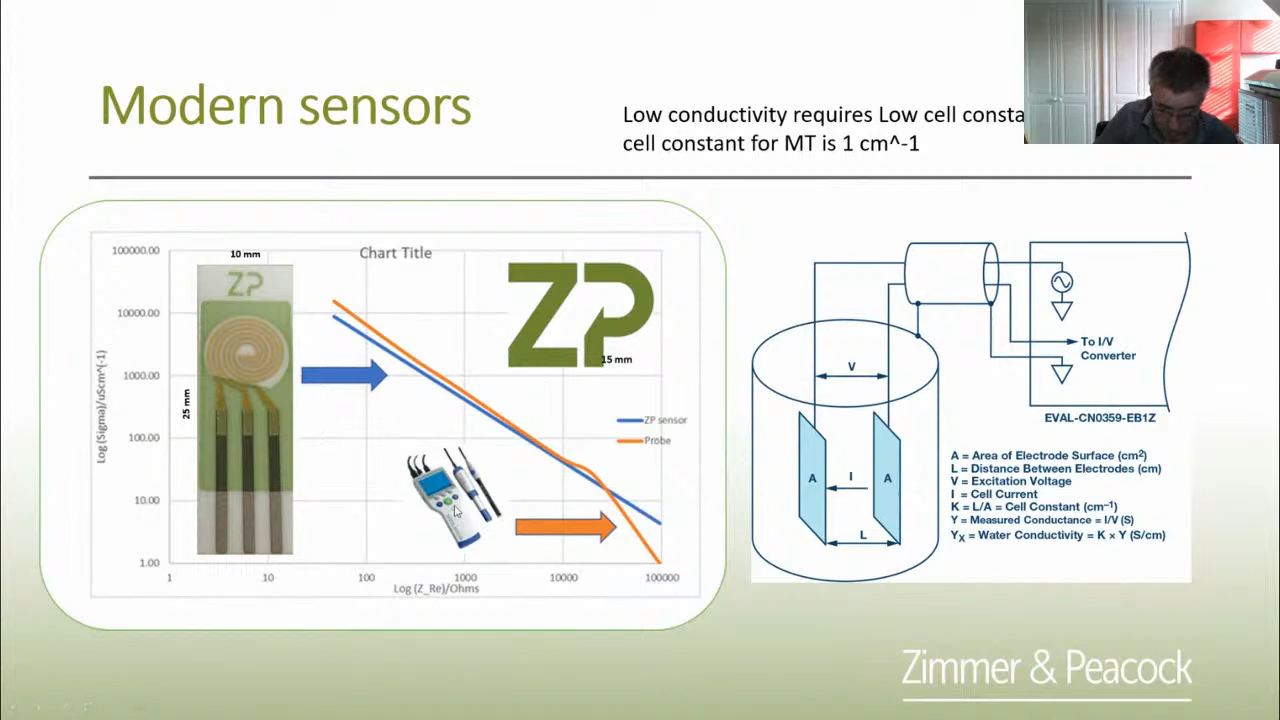 Modern sensors
Low conductivity requires Low cell
cell constant for MT is 1 cm^-1
Chart Title
100000.00
10000.00
1000.00
100.00
10.00
1.00
Log (Sigma)/uScm^(-1)
1
10
100
1000
10000
100000
Log (Z_Re)/Ohms
10 mm
25 mm
ZP
ZP
15 mm
ZP sensor
Probe
V
A
I
A
L
To I/V
Converter
EVAL-CN0359-EB1Z
A = Area of Electrode Surface (cm²)
L = Distance Between Electrodes (cm)
V = Excitation Voltage
I = Cell Current
K = L/A = Cell Constant (cm⁻¹)
Y = Measured Conductance = I/V (S)
Yx = Water Conductivity = K × Y (S/cm)
Zimmer & Peacock